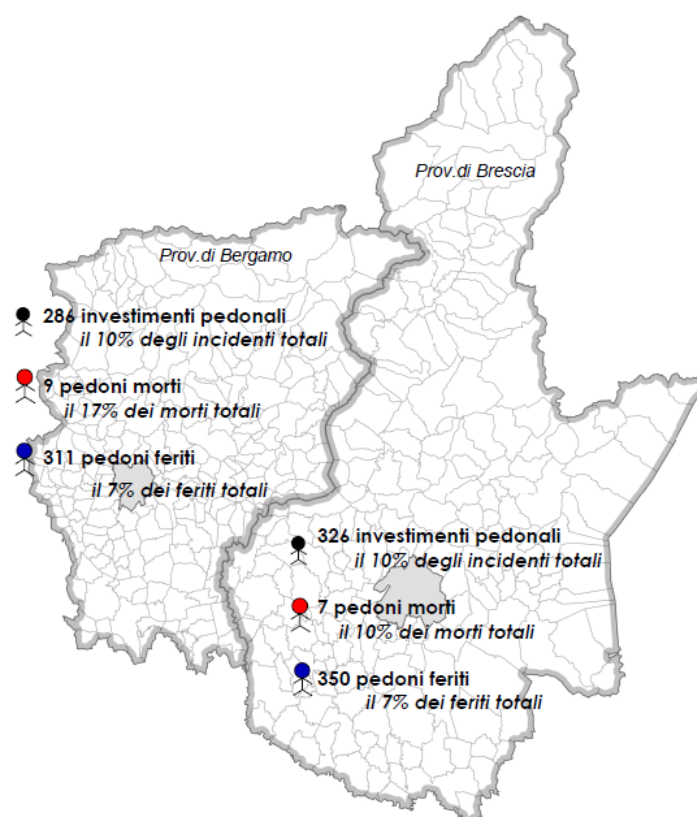 Prov.di Brescia
Prov.di Bergamo
286 investimenti pedonali
il 10% degli incidenti totali
9 pedoni morti
il 17% dei morti totali
311 pedoni feriti
il 7% dei feriti totali
326 investimenti pedonali
il 10% degli incidenti totali
7 pedoni morti
il 10% dei morti totali
350 pedoni feriti
il 7% dei feriti totali